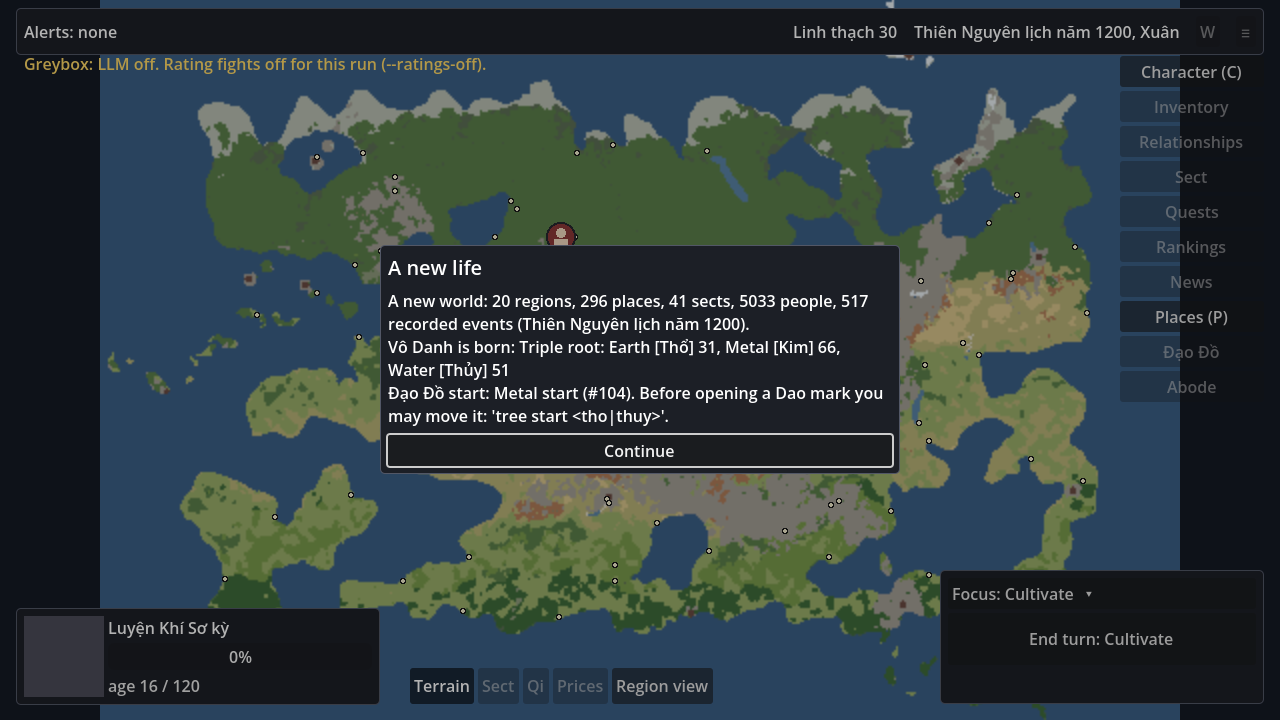 Alerts: none
Linh thạch 30 Thiên Nguyên lịch năm 1200, Xuân W ≡
Greybox: LLM off. Rating fights off for this run (--ratings-off).
Character (C)
Inventory
Relationships
Sect
Quests
Rankings
News
Places (P)
Đạo Đồ
Abode
A new life
A new world: 20 regions, 296 places, 41 sects, 5033 people, 517
recorded events (Thiên Nguyên lịch năm 1200).
Vô Danh is born: Triple root: Earth [Thổ] 31, Metal [Kim] 66,
Water [Thủy] 51
Đạo Đồ start: Metal start (#104). Before opening a Dao mark you
may move it: 'tree start <tho|thuy>'.
Continue
Luyện Khí Sơ kỳ
0%
age 16 / 120
Terrain Sect Qi Prices Region view
Focus: Cultivate ▾
End turn: Cultivate